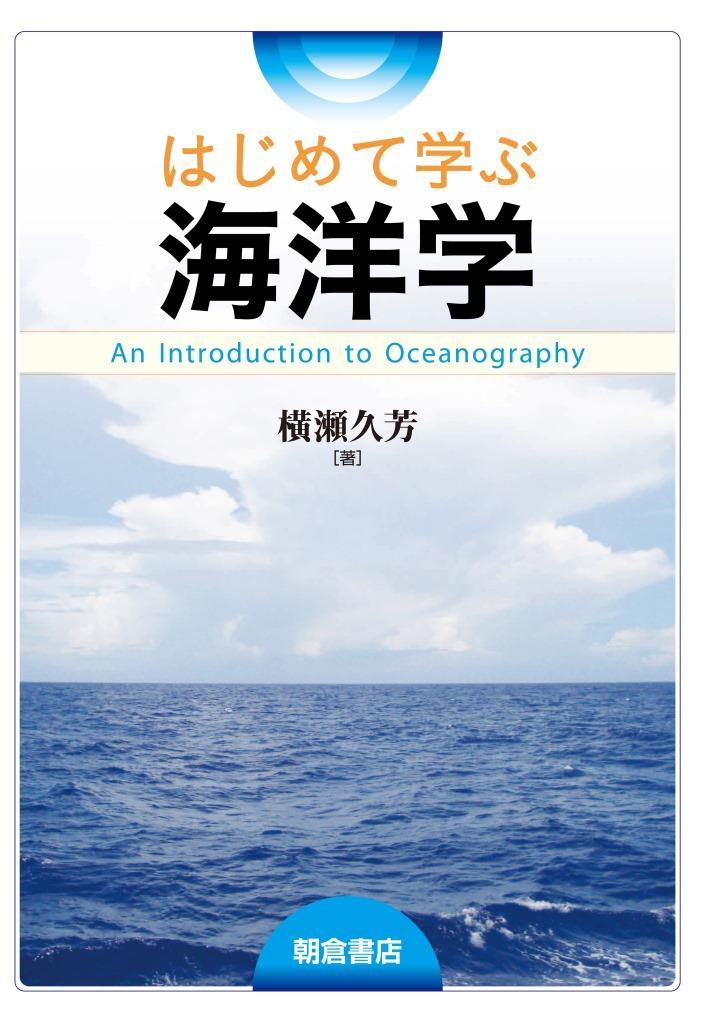 はじめて学ぶ
海洋学
An Introduction to Oceanography
横瀬久芳
[著]
朝倉書店